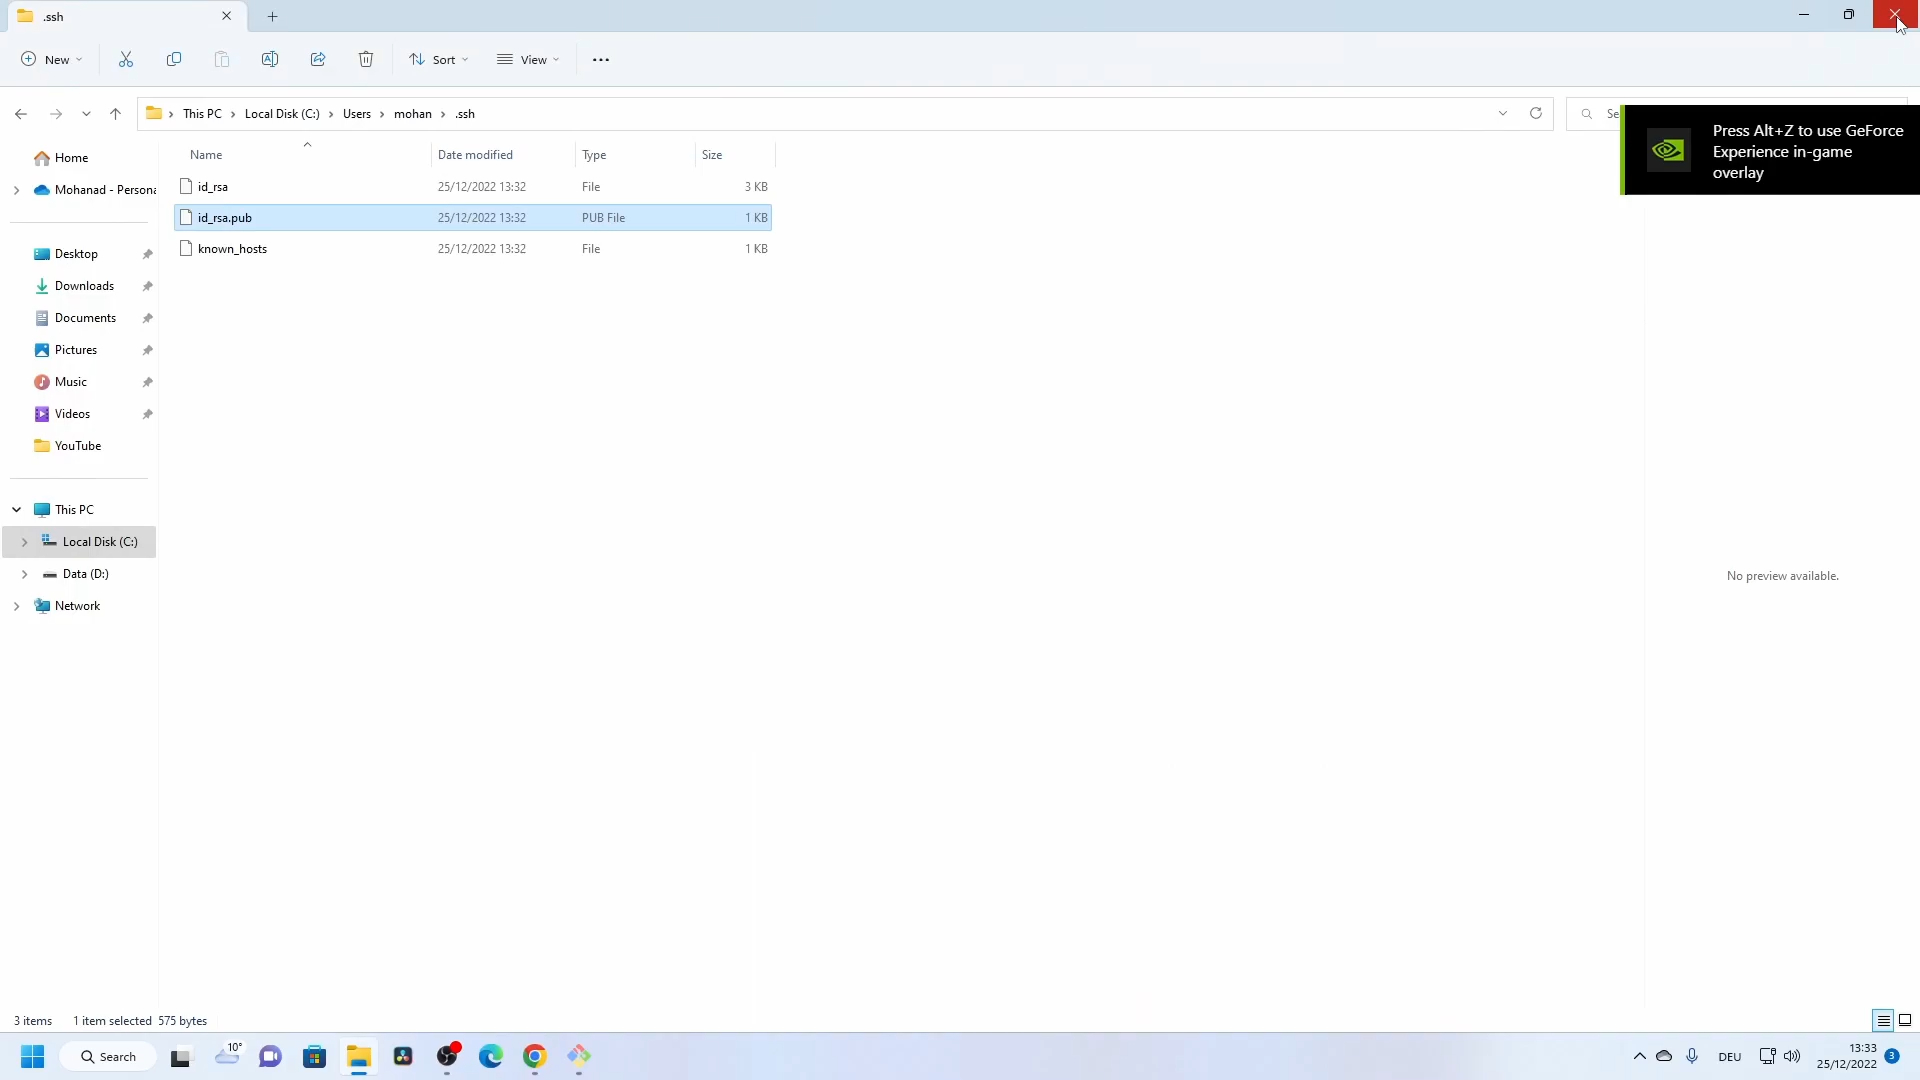 .ssh
New
Sort
View
This PC
Local Disk (C:)
Users
mohan
.ssh
Press Alt+Z to use GeForce
Experience in-game
overlay
Name
Date modified
Type
Size
Home
Mohanad - Persona
id_rsa
25/12/2022 13:32
File
3 KB
id_rsa.pub
25/12/2022 13:32
PUB File
1 KB
known_hosts
25/12/2022 13:32
File
1 KB
Desktop
Downloads
Documents
Pictures
Music
Videos
YouTube
This PC
Local Disk (C:)
Data (D:)
Network
No preview available.
3 items
1 item selected 575 bytes
Search
10°
DEU
13:33
25/12/2022
3